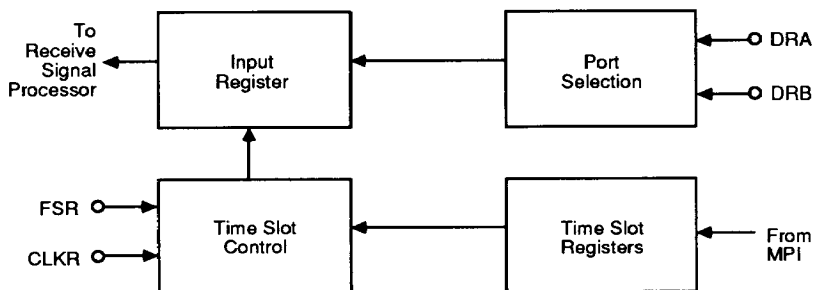 To
Receive
Signal
Processor
Input
Register
Port
Selection
DRA
DRB
FSR
CLKR
Time Slot
Control
Time Slot
Registers
From
MPI